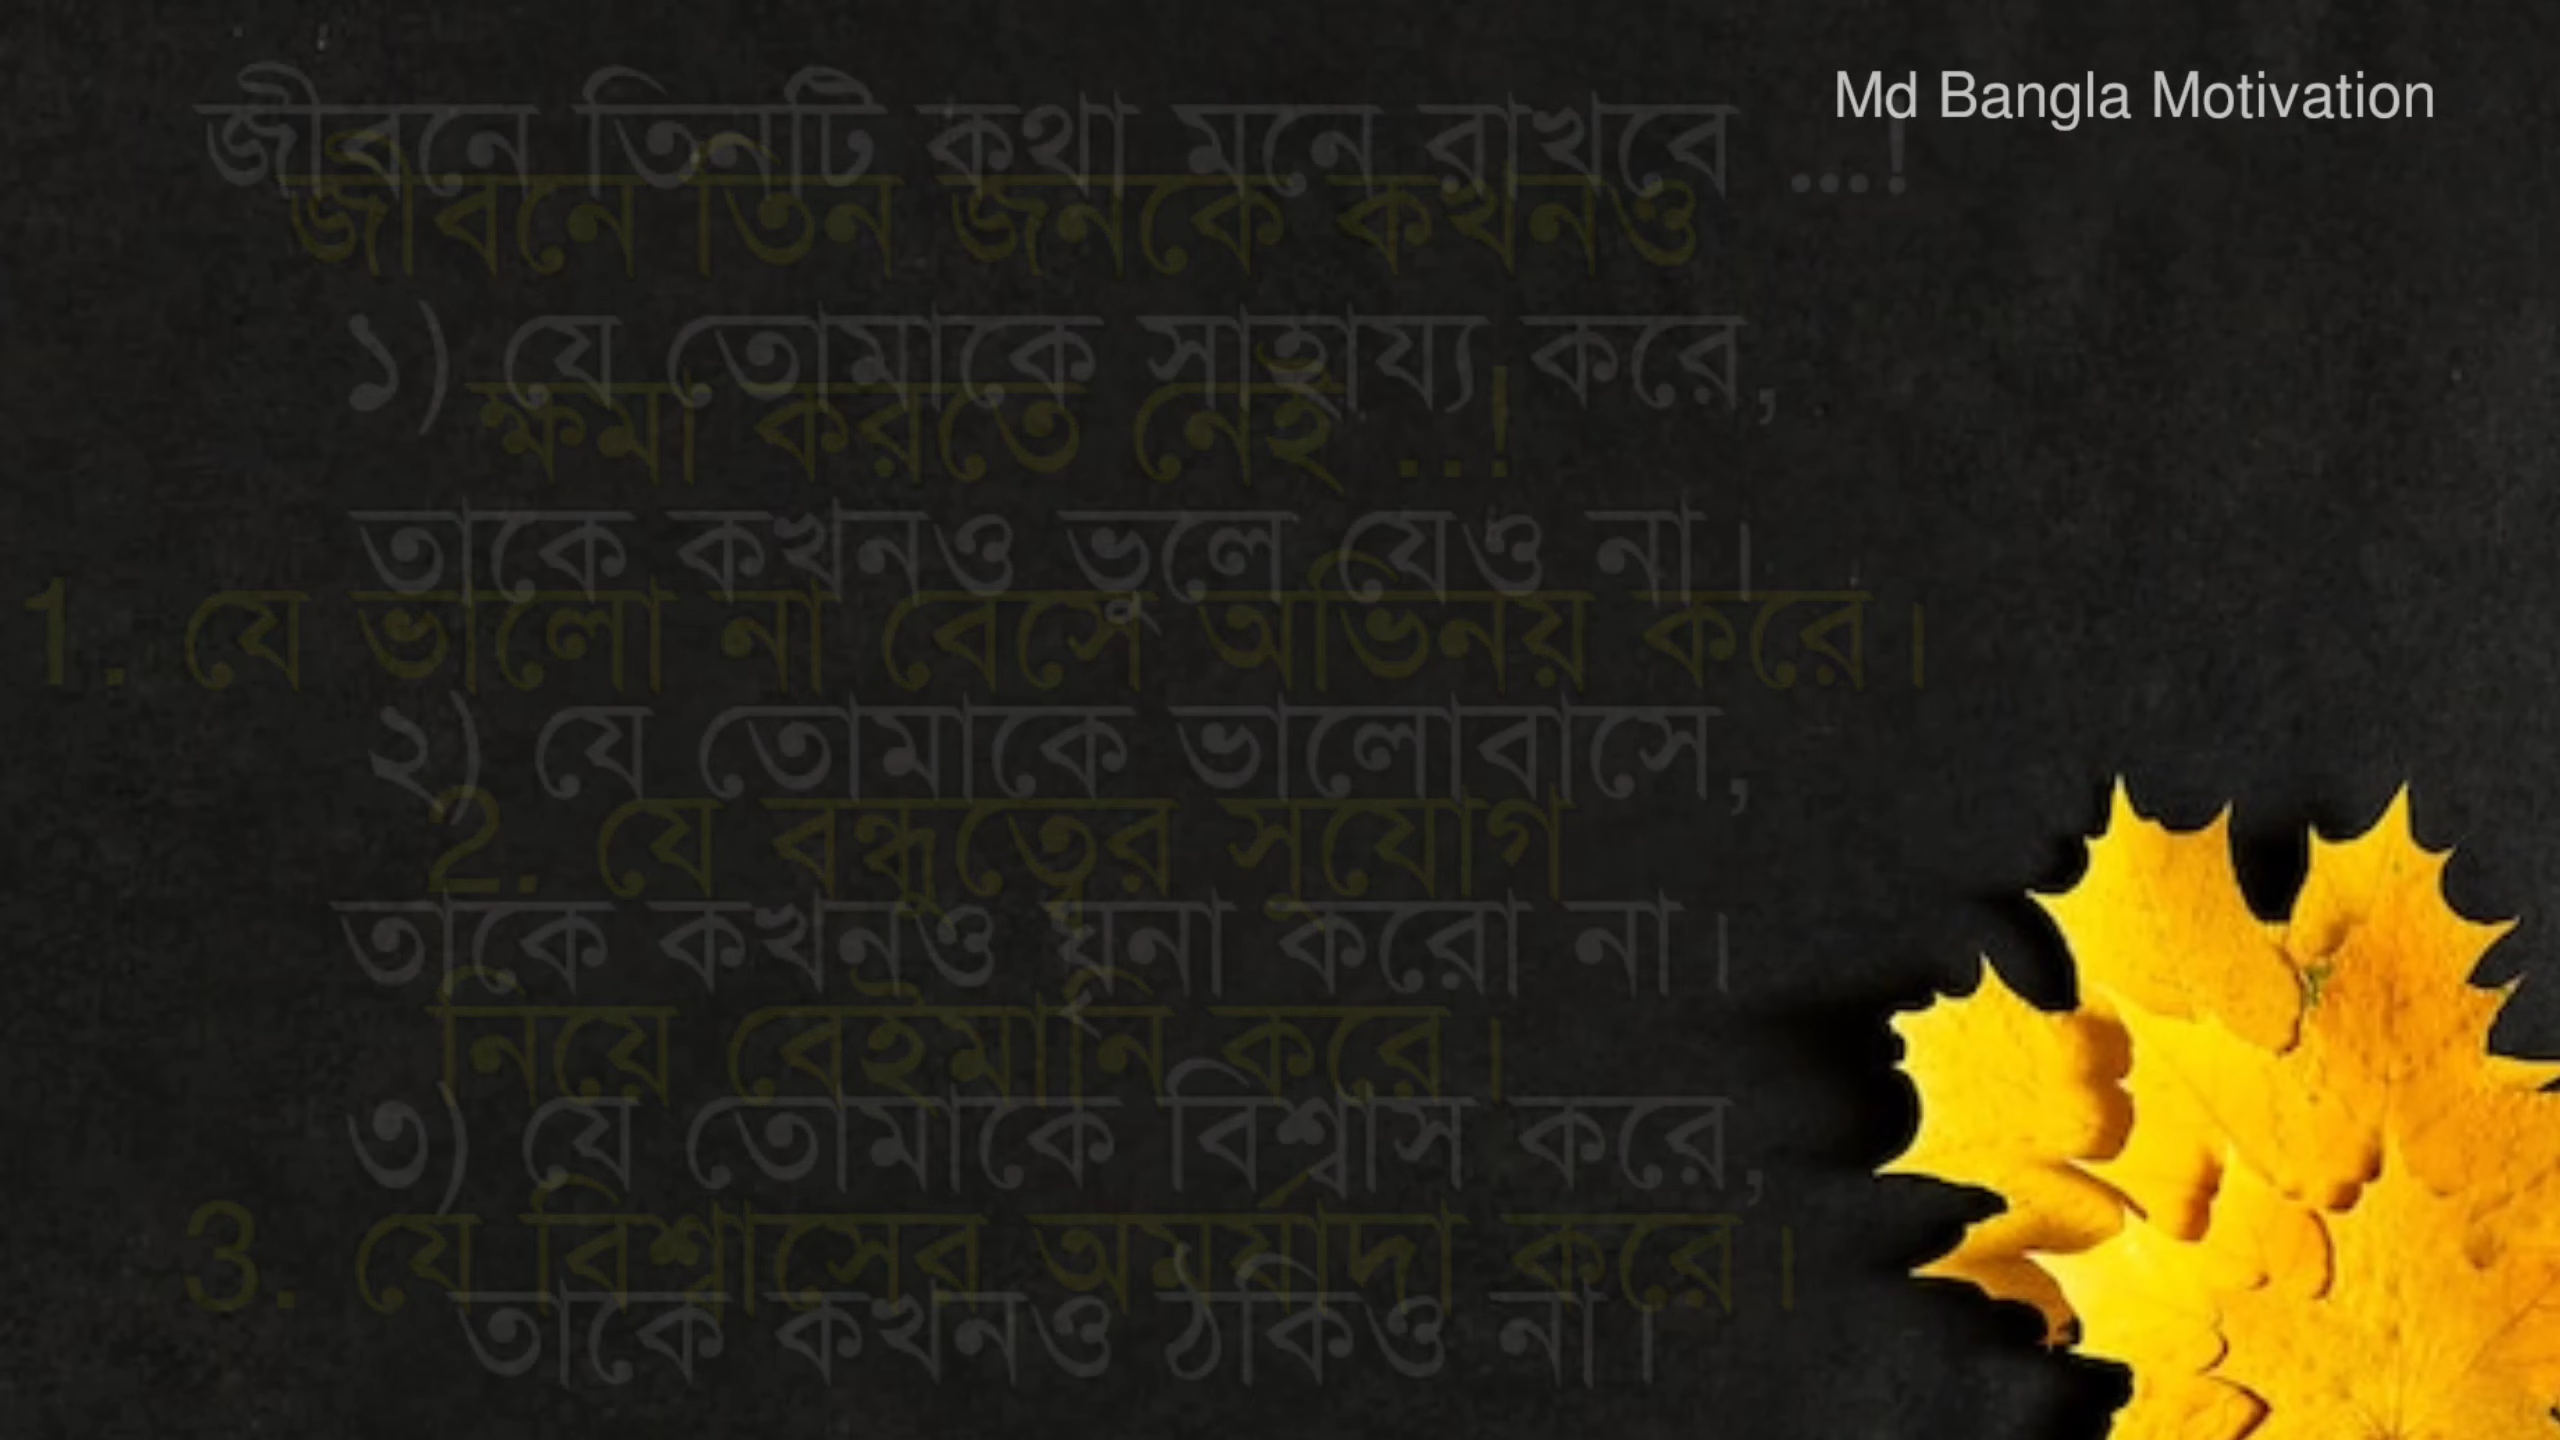 Md Bangla Motivation
জীবনে তিনটি কথা মনে রাখবে ...!
১) যে তোমাকে সাহায্য করে,
তাকে কখনও ভুলে যেও না।
২) যে তোমাকে ভালোবাসে,
তাকে কখনও ঘৃনা করো না।
৩) যে তোমাকে বিশ্বাস করে,
তাকে কখনও ঠকিও না।
জীবনে তিন জনকে কখনও
ক্ষমা করতে নেই ..!
1. যে ভালো না বেসে অভিনয় করে।
2. যে বন্ধুত্বের সুযোগ
নিয়ে বেইমানি করে।
3. যে বিশ্বাসের অমর্যাদা করে।